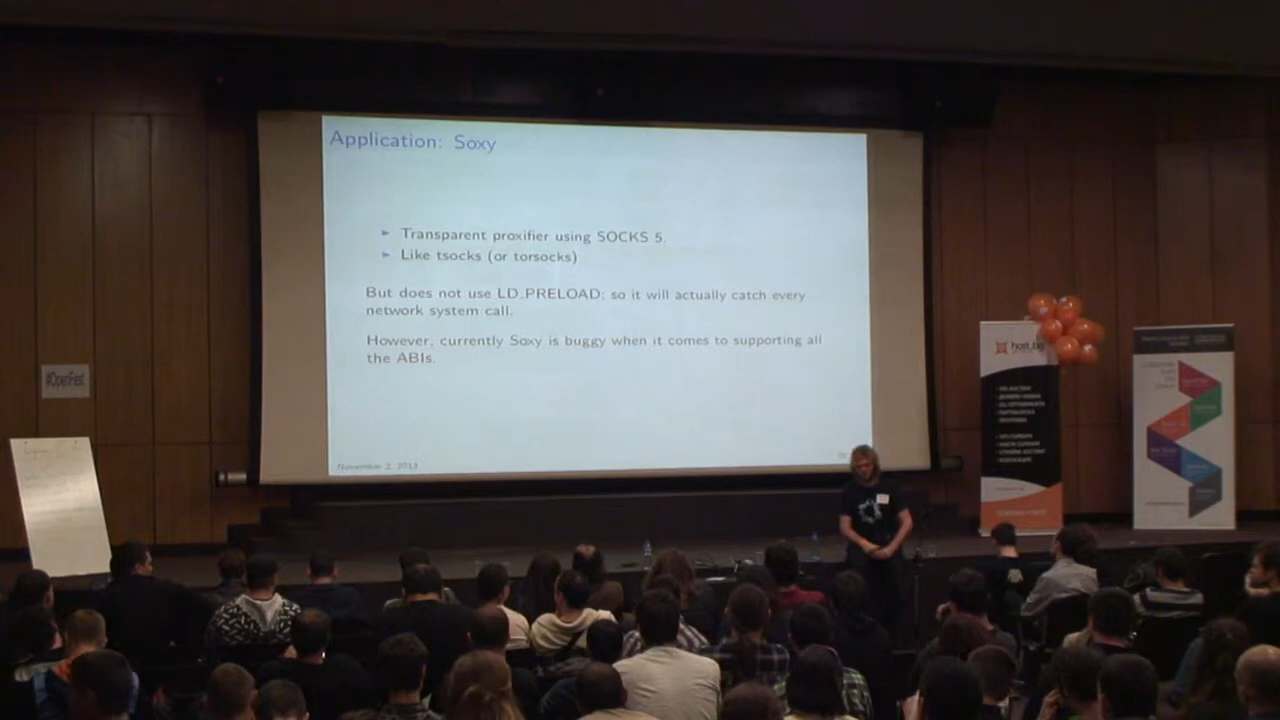 Application: Soxy
► Transparent proxifier using SOCKS 5.
► Like tsocks (or torsocks)
But does not use LD_PRELOAD; so it will actually catch every
network system call.
However, currently Soxy is buggy when it comes to supporting all
the ABIs.
November 2, 2013
#OpenFest
host.bg